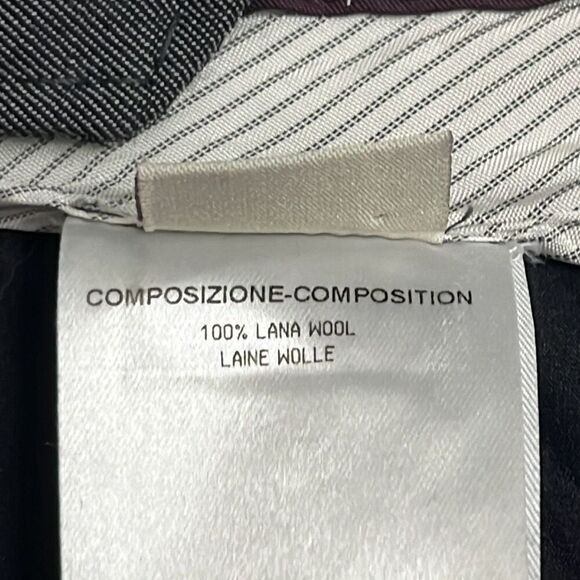 COMPOSIZIONE-COMPOSITION
100% LANA WOOL
LAINE WOLLE